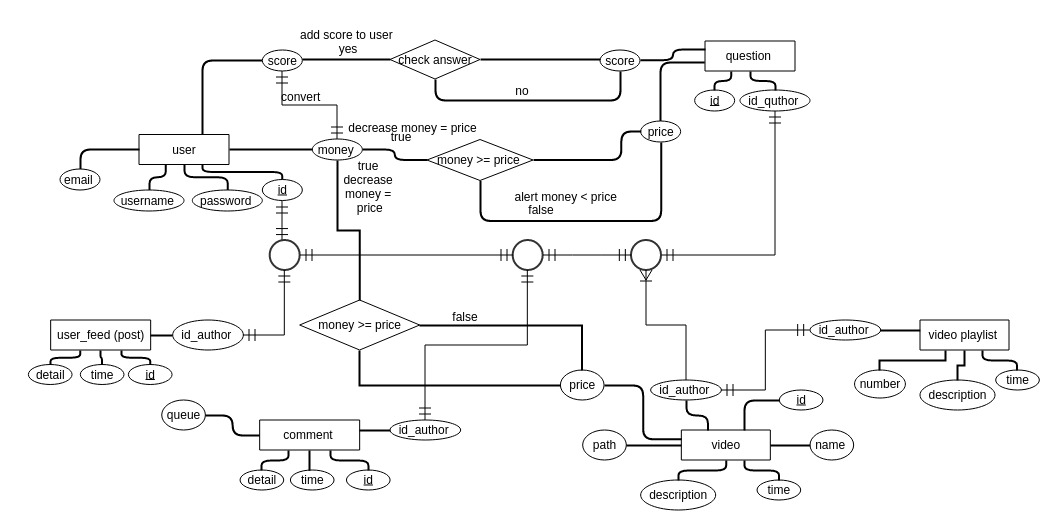 add score to user
yes
score
check answer
score
question
no
convert
id
id_quthor
decrease money = price
true
user
money
money >= price
price
email
true
decrease
money =
price
username
password
id
alert money < price
false
money >= price
false
user_feed (post)
id_author
id_author
video playlist
detail
time
id
price
id_author
number
description
time
id
queue
comment
id_author
path
video
name
detail
time
id
description
time